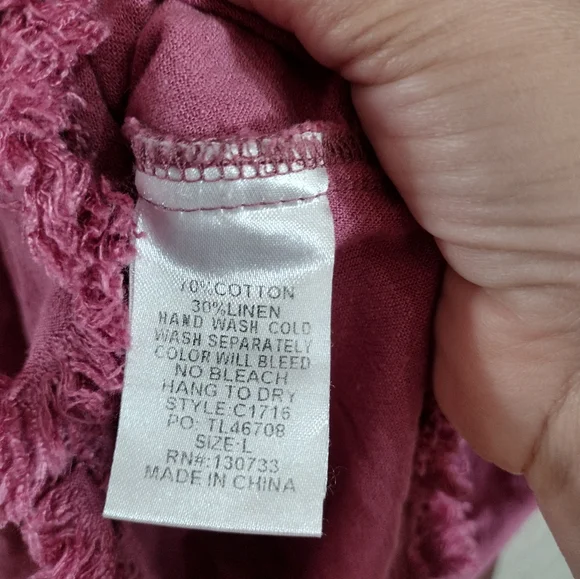 70%COTTON
30%LINEN
HAND WASH COLD
WASH SEPARATELY
COLOR WILL BLEED
NO BLEACH
HANG TO DRY
STYLE:C1716
PO: TL46708
SIZE:L
RN#:130733
MADE IN CHINA